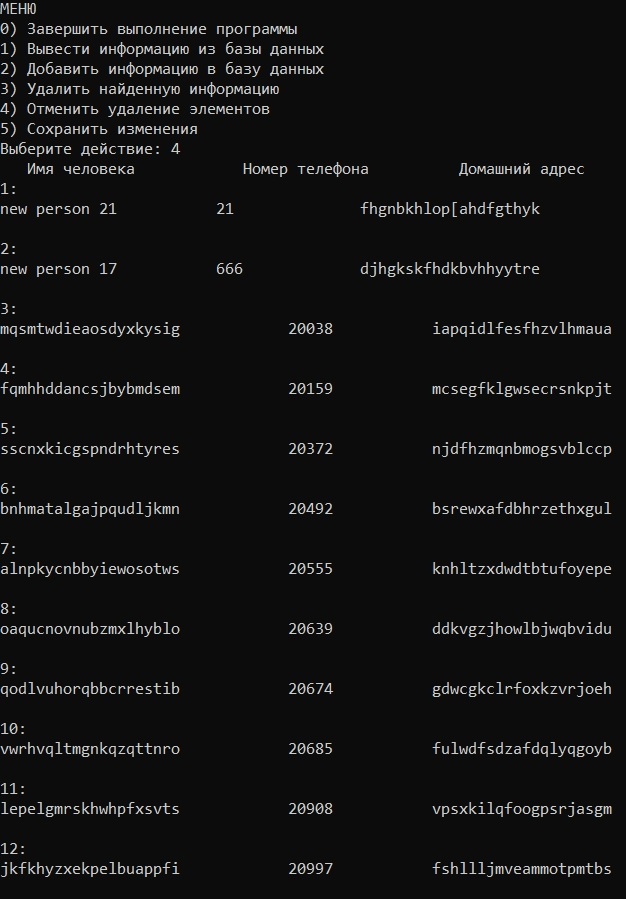 МЕНЮ
0) Завершить выполнение программы
1) Вывести информацию из базы данных
2) Добавить информацию в базу данных
3) Удалить найденную информацию
4) Отменить удаление элементов
5) Сохранить изменения
Выберите действие: 4
Имя человека Номер телефона Домашний адрес
1:
new person 21 21 fhgnbkhlop[ahdfgthyk
2:
new person 17 666 djhgkskfhdkbvhhyytre
3:
mqsmtwdieaosdyxkysig 20038 iapqidlfesfhzvlhmaua
4:
fqmhhddancsjbybmdsem 20159 mcsegfklgwsecrsnkpjt
5:
sscnxkicgspndrhtyres 20372 njdfhzmqnbmogsvblccp
6:
bnhmatalgajpqudljkmn 20492 bsrewxafdbhrzethxgul
7:
alnpkycnbbyiewosotws 20555 knhltzxdwdtbtufoyepe
8:
oaqucnovnubzmxlhyblo 20639 ddkvgzjhowlbjwqbvidu
9:
qodlvuhorqbbcrrestib 20674 gdwcgkclrfoxkzvrjoeh
10:
vwrhvqltmgnkqzqttnro 20685 fulwdfsdzafdqlyqgoyb
11:
lepelgmrskhwhpfxsvts 20908 vpsxkilqfoogpsrjasgm
12:
jkfkhyzxekpelbuappfi 20997 fshllljmveammotpmtbs